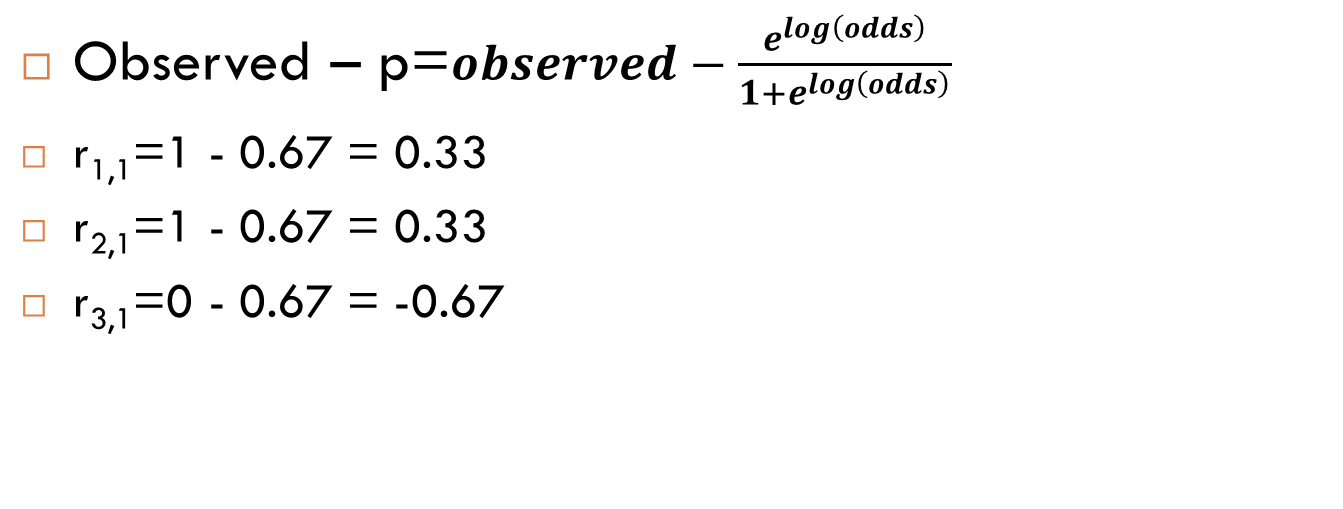 □ Observed – p=observed − e^log(odds) / 1+e^log(odds)
□ r1,1=1 - 0.67 = 0.33
□ r2,1=1 - 0.67 = 0.33
□ r3,1=0 - 0.67 = -0.67